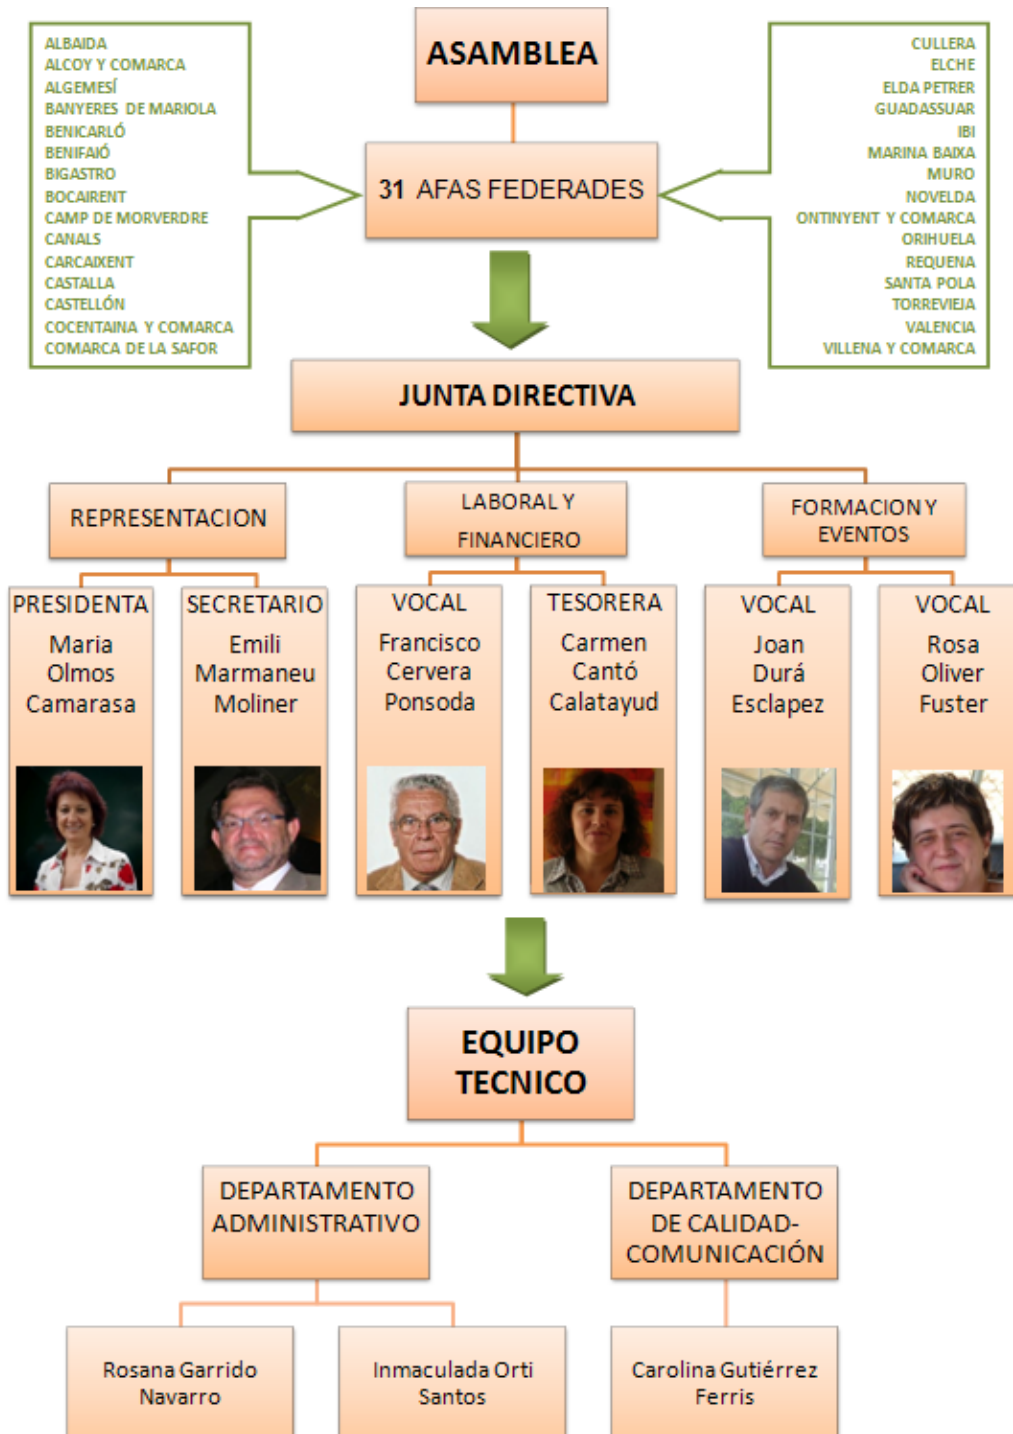 ASAMBLEA
31 AFAS FEDERADES
ALBAIDA
ALCOY Y COMARCA
ALGEMESÍ
BANYERES DE MARIOLA
BENICARLÓ
BENIFAIÓ
BIGASTRO
BOCAIRENT
CAMP DE MORVERDRE
CANALS
CARCAIXENT
CASTALLA
CASTELLÓN
COCENTAINA Y COMARCA
COMARCA DE LA SAFOR
CULLERA
ELCHE
ELDA PETRER
GUADASSUAR
IBI
MARINA BAIXA
MURO
NOVELDA
ONTINYENT Y COMARCA
ORIHUELA
REQUENA
SANTA POLA
TORREVIEJA
VALENCIA
VILLENA Y COMARCA
JUNTA DIRECTIVA
REPRESENTACION
LABORAL Y
FINANCIERO
FORMACION Y
EVENTOS
PRESIDENTA
Maria
Olmos
Camarasa
SECRETARIO
Emili
Marmaneu
Moliner
VOCAL
Francisco
Cervera
Ponsoda
TESORERA
Carmen
Cantó
Calatayud
VOCAL
Joan
Durá
Esclapez
VOCAL
Rosa
Oliver
Fuster
EQUIPO
TECNICO
DEPARTAMENTO
ADMINISTRATIVO
DEPARTAMENTO
DE CALIDAD-
COMUNICACIÓN
Rosana Garrido
Navarro
Inmaculada Orti
Santos
Carolina Gutiérrez
Ferris